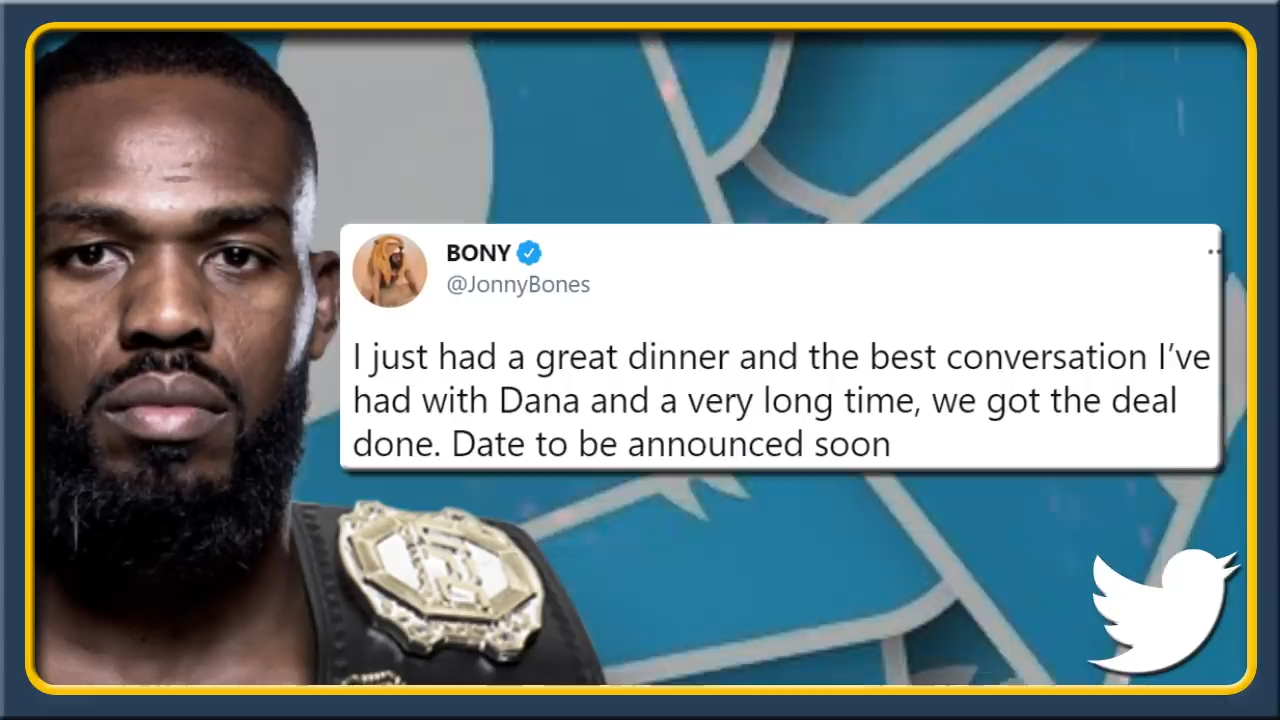 BONY
@JonnyBones
I just had a great dinner and the best conversation I’ve
had with Dana and a very long time, we got the deal
done. Date to be announced soon